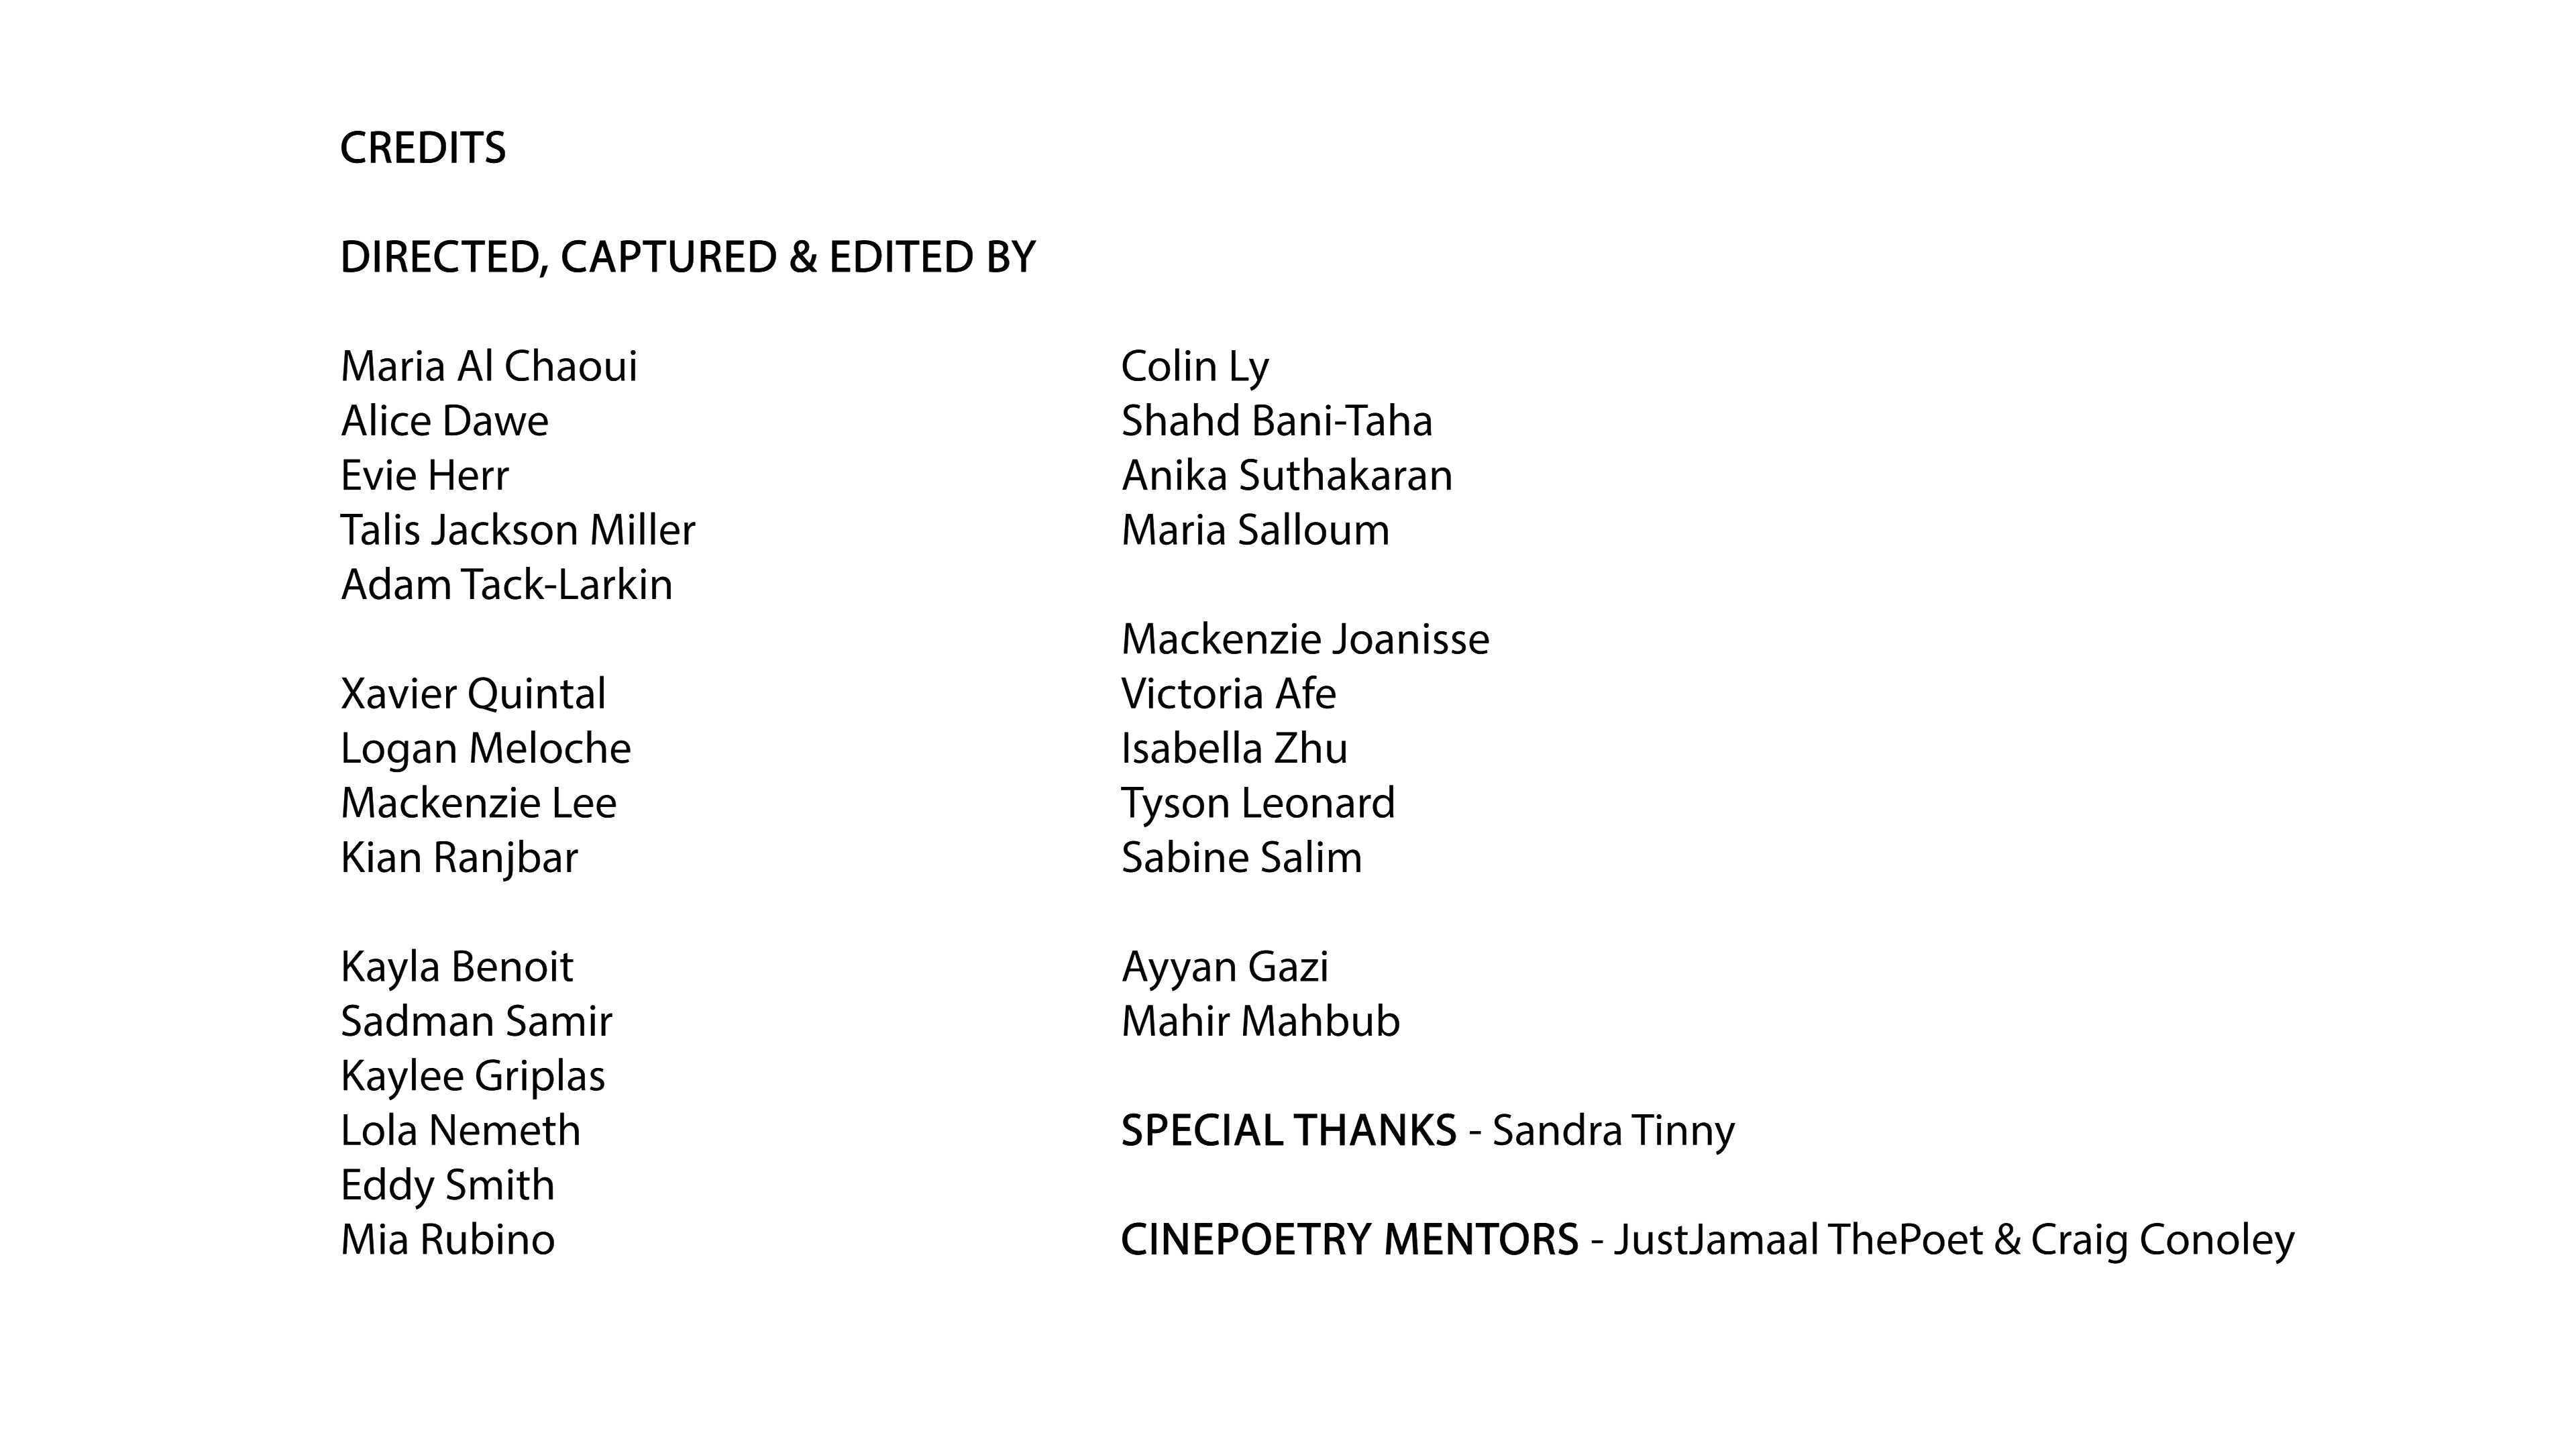 CREDITS
DIRECTED, CAPTURED & EDITED BY
Maria Al Chaoui
Alice Dawe
Evie Herr
Talis Jackson Miller
Adam Tack-Larkin
Xavier Quintal
Logan Meloche
Mackenzie Lee
Kian Ranjbar
Kayla Benoit
Sadman Samir
Kaylee Griplas
Lola Nemeth
Eddy Smith
Mia Rubino
Colin Ly
Shahd Bani-Taha
Anika Suthakaran
Maria Salloum
Mackenzie Joanisse
Victoria Afe
Isabella Zhu
Tyson Leonard
Sabine Salim
Ayyan Gazi
Mahir Mahbub
SPECIAL THANKS - Sandra Tinny
CINEPOETRY MENTORS - JustJamaal ThePoet & Craig Conoley